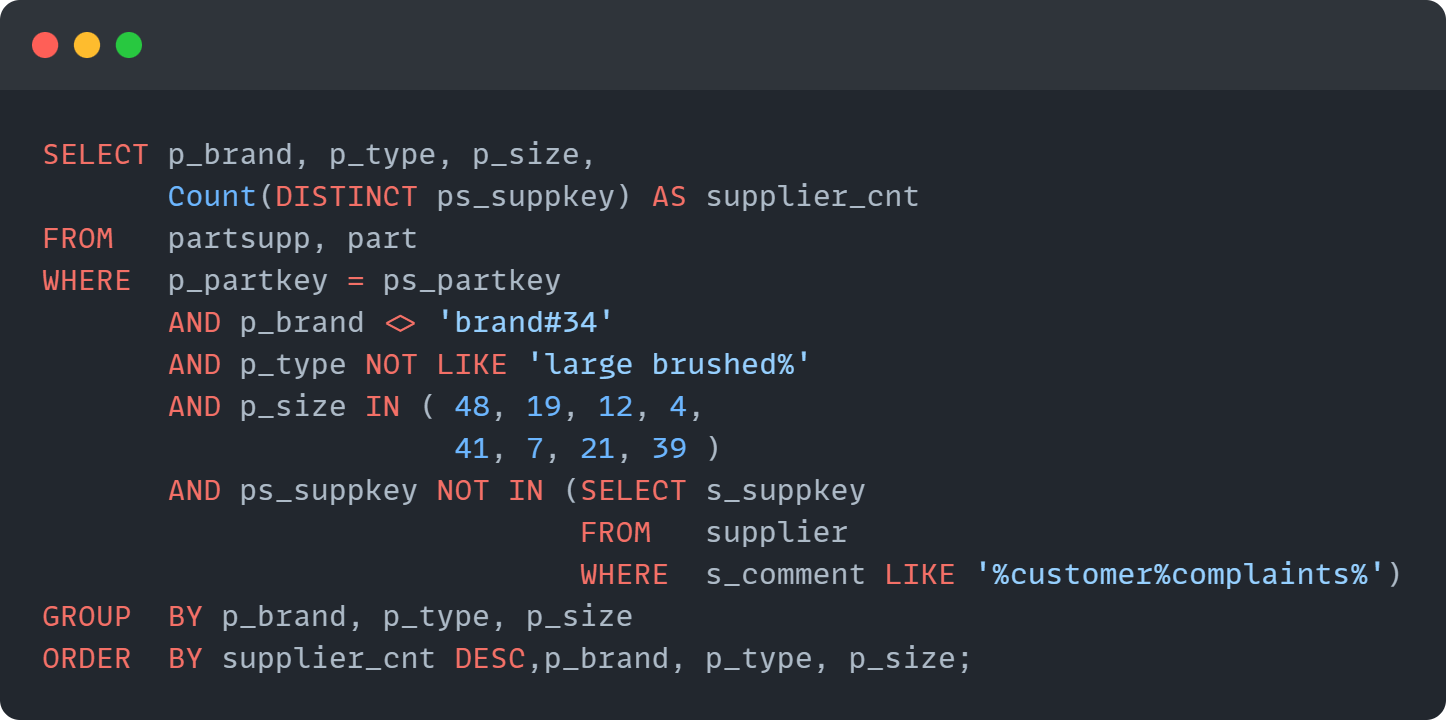 SELECT p_brand, p_type, p_size,
       Count(DISTINCT ps_suppkey) AS supplier_cnt
FROM   partsupp, part
WHERE  p_partkey = ps_partkey
       AND p_brand <> 'brand#34'
       AND p_type NOT LIKE 'large brushed%'
       AND p_size IN ( 48, 19, 12, 4,
                       41, 7, 21, 39 )
       AND ps_suppkey NOT IN (SELECT s_suppkey
                              FROM   supplier
                              WHERE  s_comment LIKE '%customer%complaints%')
GROUP  BY p_brand, p_type, p_size
ORDER  BY supplier_cnt DESC,p_brand, p_type, p_size;